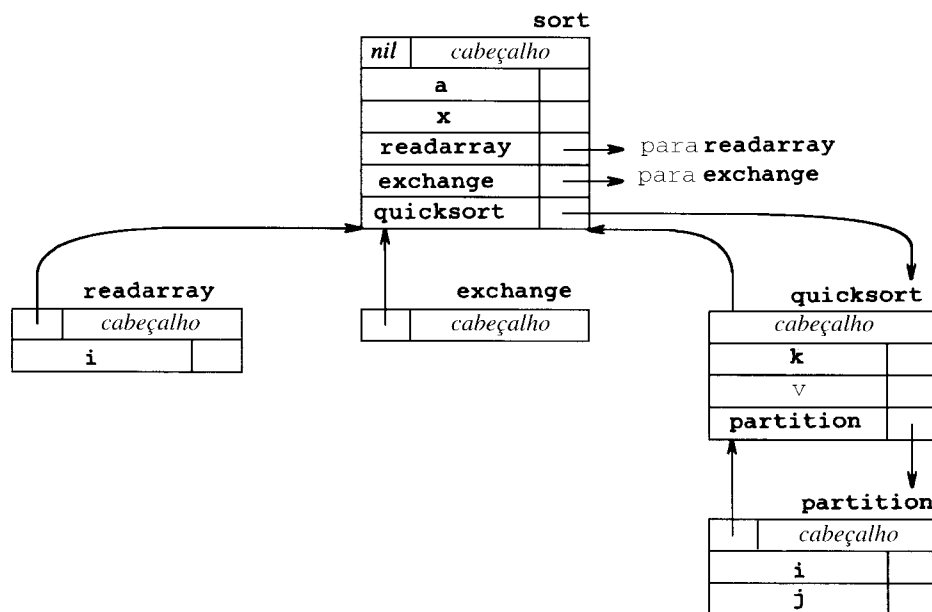 sort
nil cabeçalho
a
x
readarray para readarray
exchange para exchange
quicksort
readarray
cabeçalho
i
exchange
cabeçalho
quicksort
cabeçalho
k
v
partition
partition
cabeçalho
i
j